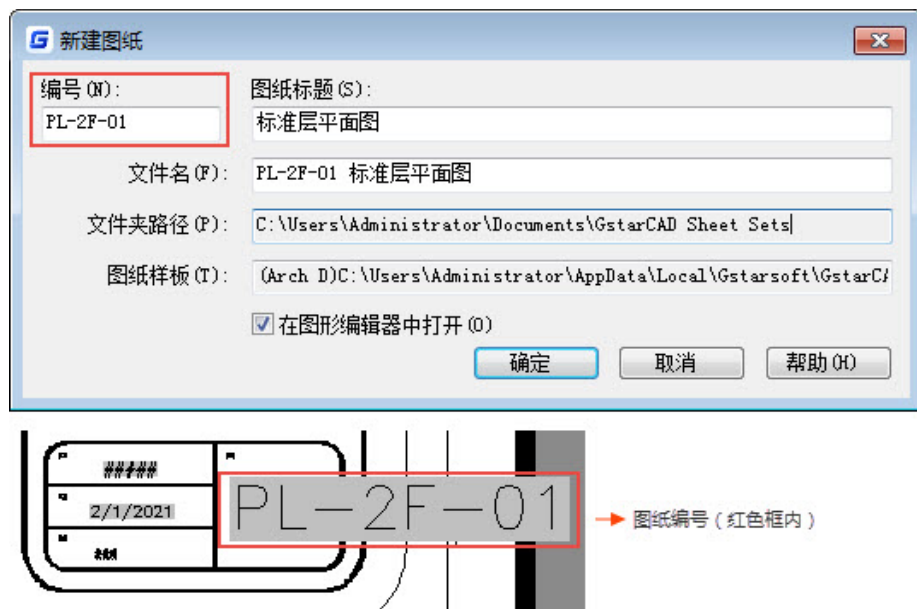 新建图纸
编号(N):
图纸标题(S):
PL-2F-01
标准层平面图
文件名(F):
PL-2F-01 标准层平面图
文件夹路径(P):
C:\Users\Administrator\Documents\GstarCAD Sheet Sets
图纸样板(T):
(Arch D)C:\Users\Administrator\AppData\Local\Gstarsoft\GstarCA
在图形编辑器中打开(O)
确定
取消
帮助(H)
#####
2/1/2021
PL-2F-01
图纸编号(红色框内)